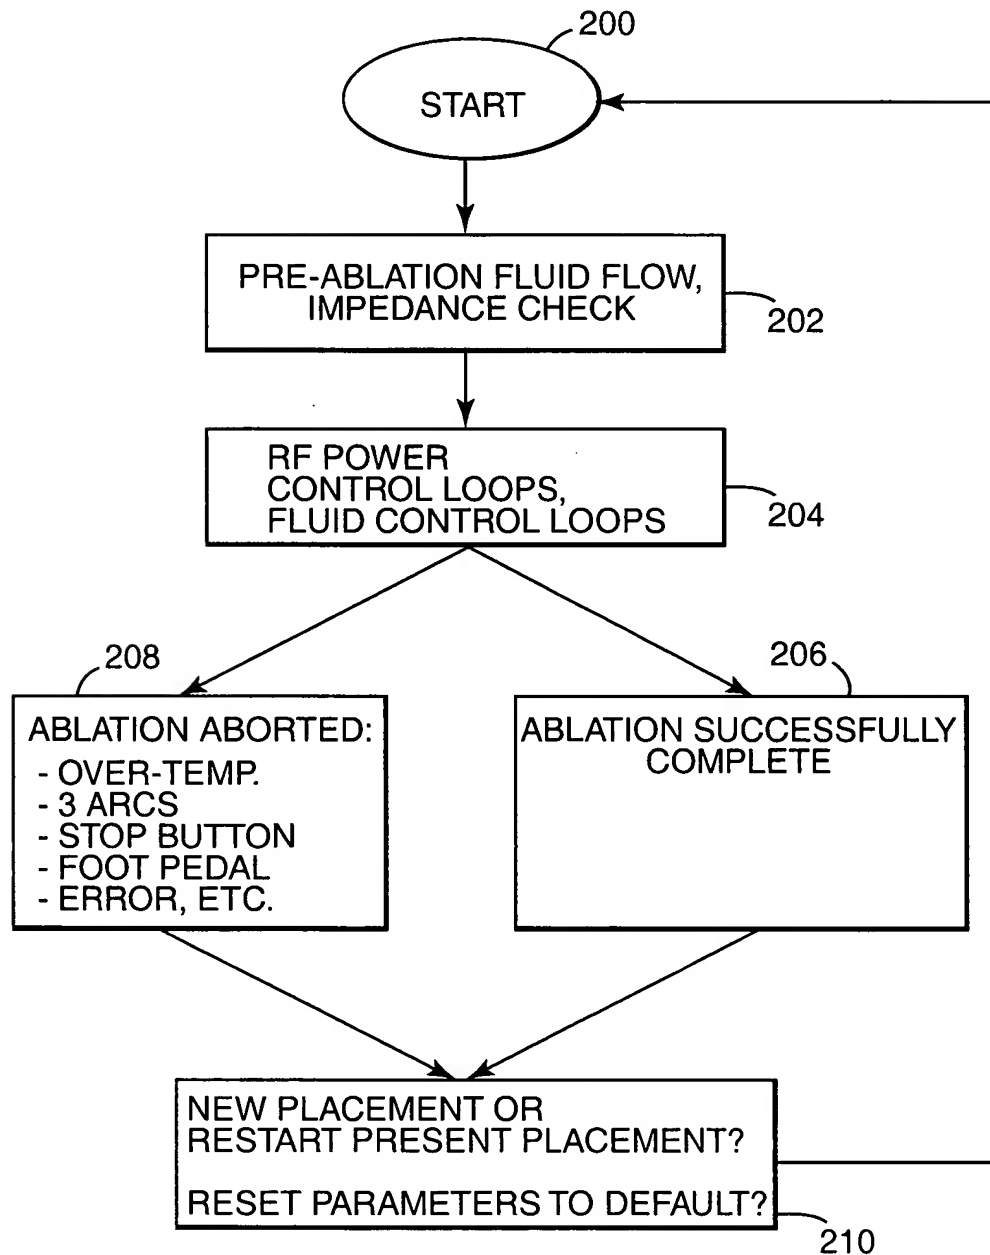 200
START
PRE-ABLATION FLUID FLOW,
IMPEDANCE CHECK
202
RF POWER
CONTROL LOOPS,
FLUID CONTROL LOOPS
204
208
ABLATION ABORTED:
- OVER-TEMP.
- 3 ARCS
- STOP BUTTON
- FOOT PEDAL
- ERROR, ETC.
206
ABLATION SUCCESSFULLY
COMPLETE
NEW PLACEMENT OR
RESTART PRESENT PLACEMENT?
RESET PARAMETERS TO DEFAULT?
210